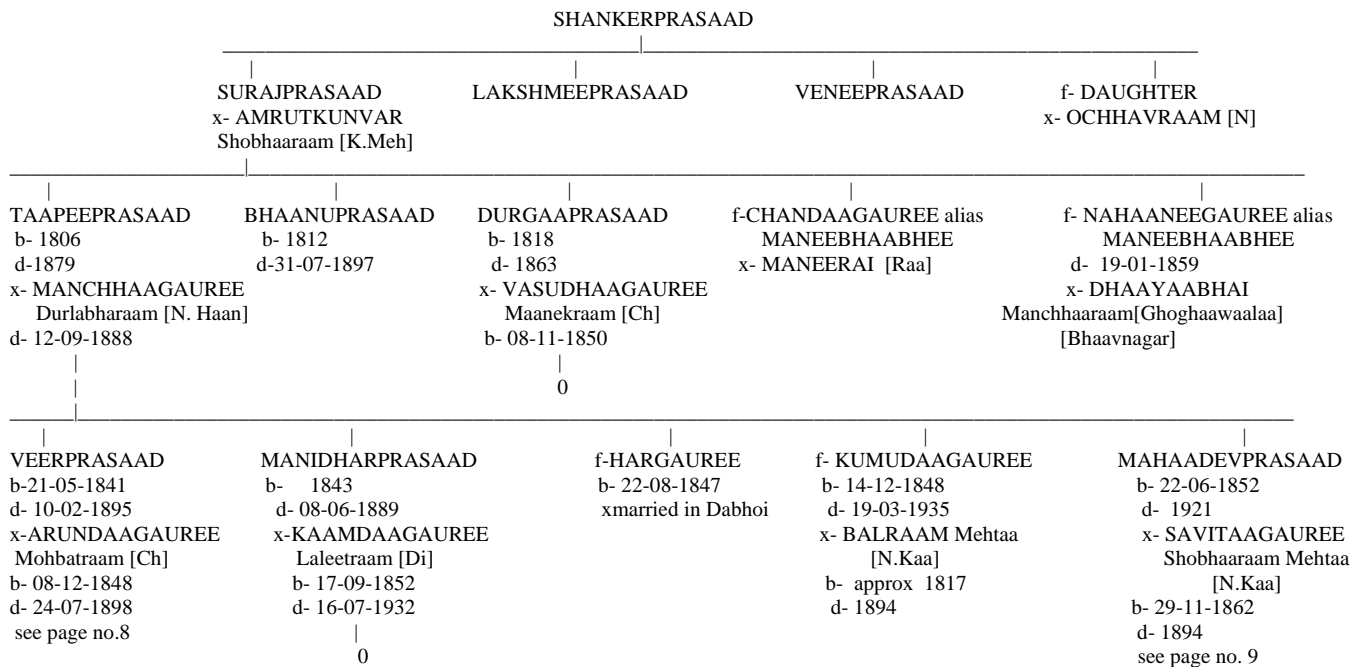 SHANKERPRASAAD
SURAJPRASAAD LAKSHMEEPRASAAD VENEEPRASAAD f- DAUGHTER
x- AMRUTKUNVAR x- OCHHAVRAAM [N]
Shobhaaraam [K.Meh]
TAAPEEPRASAAD BHAANUPRASAAD DURGAAPRASAAD f-CHANDAAGAUREE alias f- NAHAANEEGAUREE alias
b- 1806 b- 1812 b- 1818 MANEEBHAABHEE MANEEBHAABHEE
d-1879 d-31-07-1897 d- 1863 x- MANEERAI [Raa] d- 19-01-1859
x- MANCHHAAGAUREE x- VASUDHAAGAUREE x- DHAAYAABHAI
Durlabharaam [N. Haan] Maanekraam [Ch] Manchhaaraam[Ghoghaawaalaa]
d- 12-09-1888 b- 08-11-1850 [Bhaavnagar]
0
VEERPRASAAD MANIDHARPRASAAD f-HARGAUREE f- KUMUDAAGAUREE MAHAADEVPRASAAD
b-21-05-1841 b- 1843 b- 22-08-1847 b- 14-12-1848 b- 22-06-1852
d- 10-02-1895 d- 08-06-1889 xmarried in Dabhoi d- 19-03-1935 d- 1921
x-ARUNDAAGAUREE x-KAAMDAAGAUREE x- BALRAAM Mehtaa x- SAVITAAGAUREE
Mohbatraam [Ch] Laleetraam [Di] [N.Kaa] Shobhaaraam Mehtaa
b- 08-12-1848 b- 17-09-1852 b- approx 1817 [N.Kaa]
d- 24-07-1898 d- 16-07-1932 d- 1894 b- 29-11-1862
see page no.8 d- 1894
0 see page no. 9